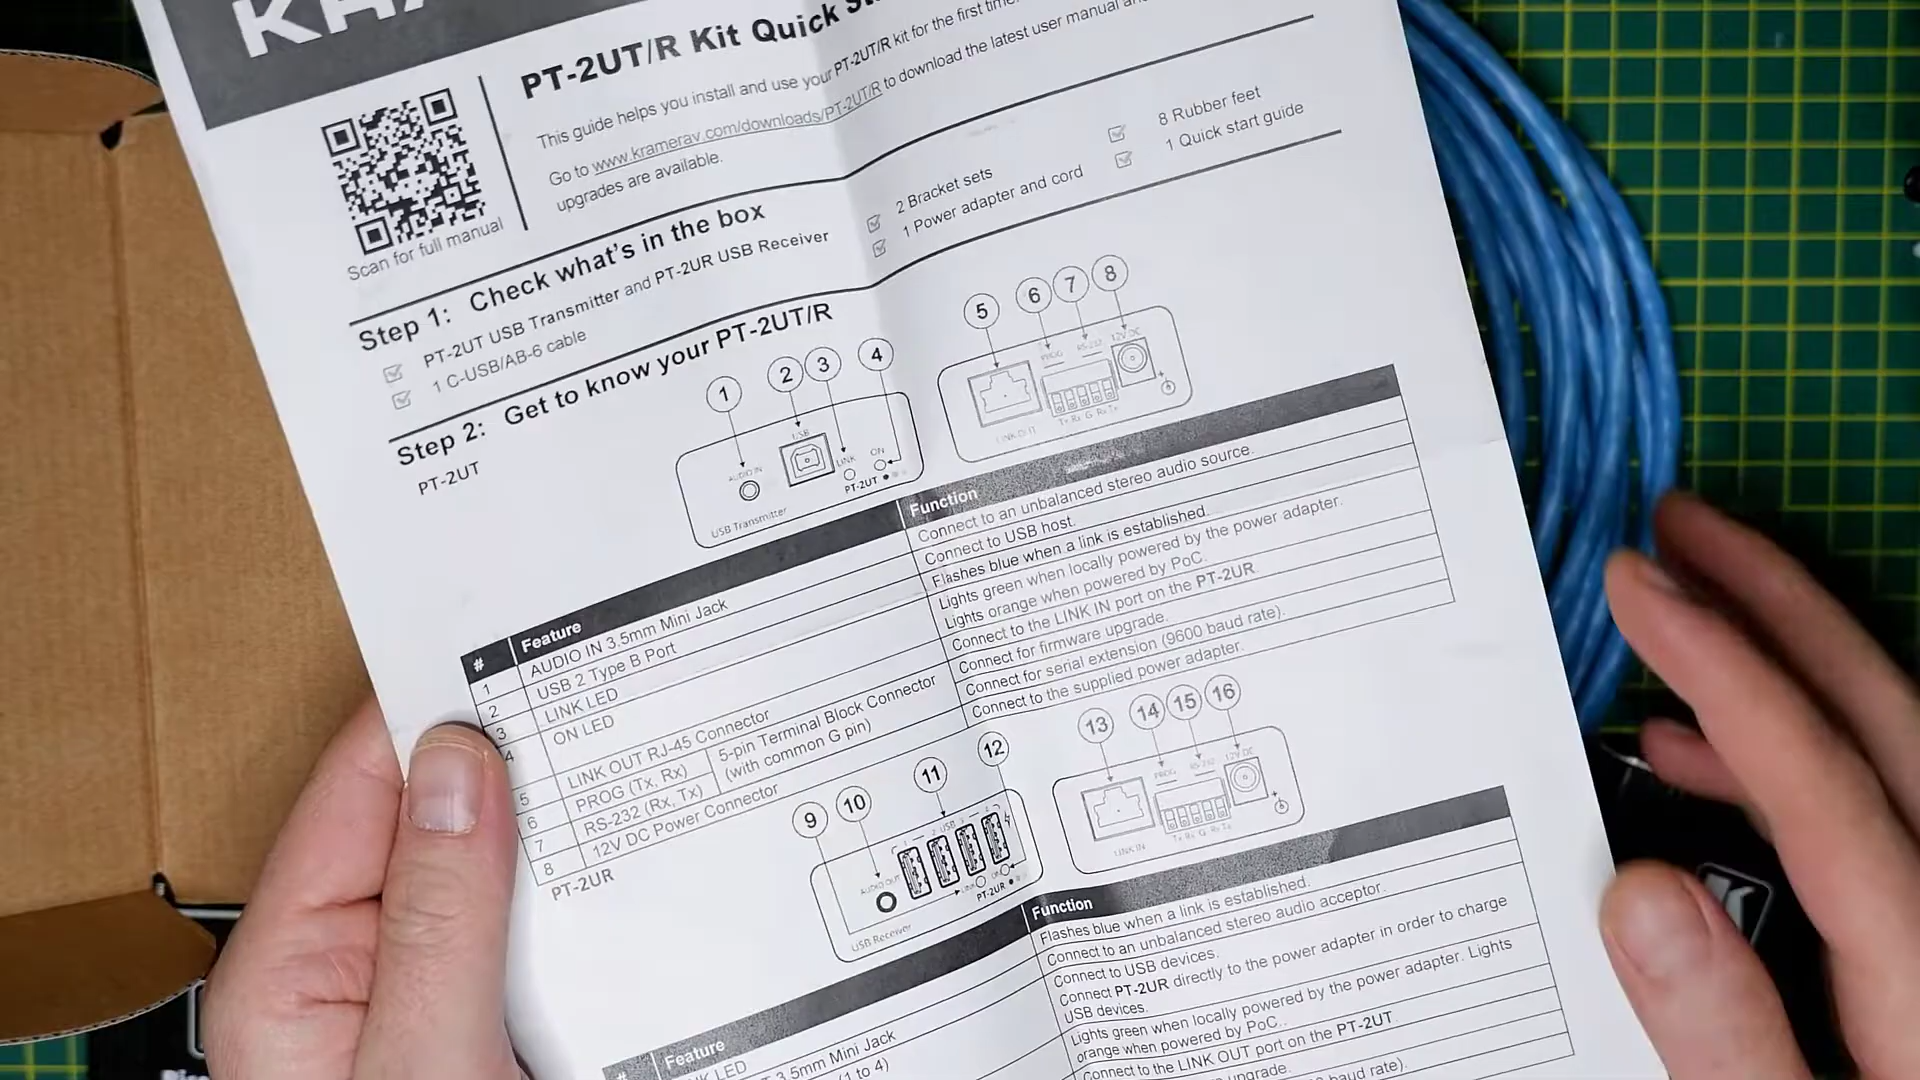 PT-2UT/R Kit Quick
This guide helps you install and use your PT-2UT/R kit for the first time.
Go to www.kramerav.com/downloads/PT-2UT/R to download the latest user manual and
upgrades are available.
Scan for full manual
Step 1: Check what's in the box
PT-2UT USB Transmitter and PT-2UR USB Receiver
1 C-USB/AB-6 cable
2 Bracket sets
1 Power adapter and cord
8 Rubber feet
1 Quick start guide
Step 2: Get to know your PT-2UT/R
PT-2UT
1 2 3 4
5 6 7 8
AUDIO IN
USB
LINK
ON
PT-2UT
USB Transmitter
LINK OUT
PROG
RS-232
12V DC
Tx Rx G Rx Tx
# Feature Function
1 AUDIO IN 3.5mm Mini Jack Connect to an unbalanced stereo audio source.
2 USB 2 Type B Port Connect to USB host.
3 LINK LED Flashes blue when a link is established.
4 ON LED Lights green when locally powered by the power adapter.
Lights orange when powered by PoC.
5 LINK OUT RJ-45 Connector Connect to the LINK IN port on the PT-2UR.
6 PROG (Tx, Rx) 5-pin Terminal Block Connector Connect for firmware upgrade.
7 RS-232 (Rx, Tx) (with common G pin) Connect for serial extension (9600 baud rate).
8 12V DC Power Connector Connect to the supplied power adapter.
PT-2UR
9 10 11 12
13 14 15 16
AUDIO OUT
USB
LINK
ON
PT-2UR
USB Receiver
LINK IN
PROG
RS-232
12V DC
Tx Rx G Rx Tx
# Feature Function
LED Flashes blue when a link is established.
3.5mm Mini Jack Connect to an unbalanced stereo audio acceptor.
(1 to 4) Connect to USB devices.
Connect PT-2UR directly to the power adapter in order to charge
USB devices.
Lights green when locally powered by the power adapter. Lights
orange when powered by PoC..
Connect to the LINK OUT port on the PT-2UT.
upgrade.
baud rate).